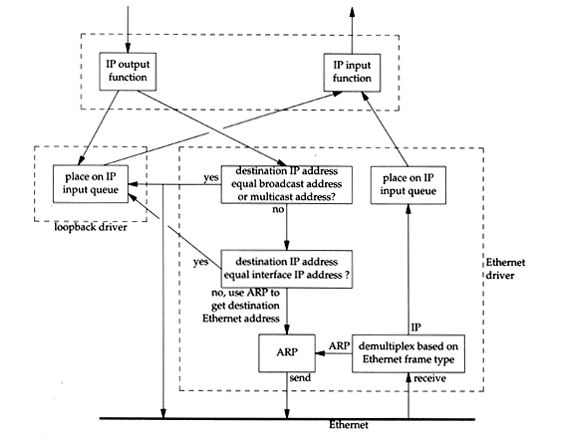 IP output
function
IP input
function
place on IP
input queue
loopback driver
yes
destination IP address
equal broadcast address
or multicast address?
no
place on IP
input queue
yes
destination IP address
equal interface IP address ?
no, use ARP to
get destination
Ethernet address
Ethernet
driver
IP
ARP
ARP
demultiplex based on
Ethernet frame type
send
receive
Ethernet